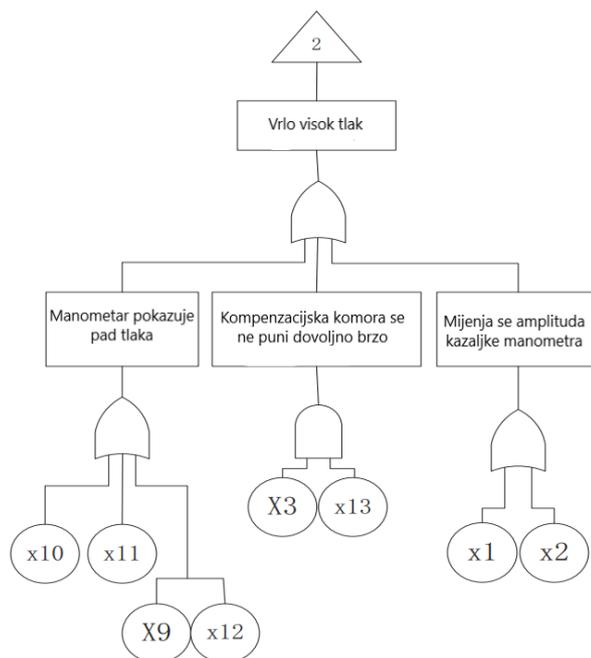 2
Vrlo visok tlak
Manometar pokazuje
pad tlaka
Kompenzacijska komora se
ne puni dovoljno brzo
Mijenja se amplituda
kazaljke manometra
x10
x11
X9
x12
X3
x13
x1
x2